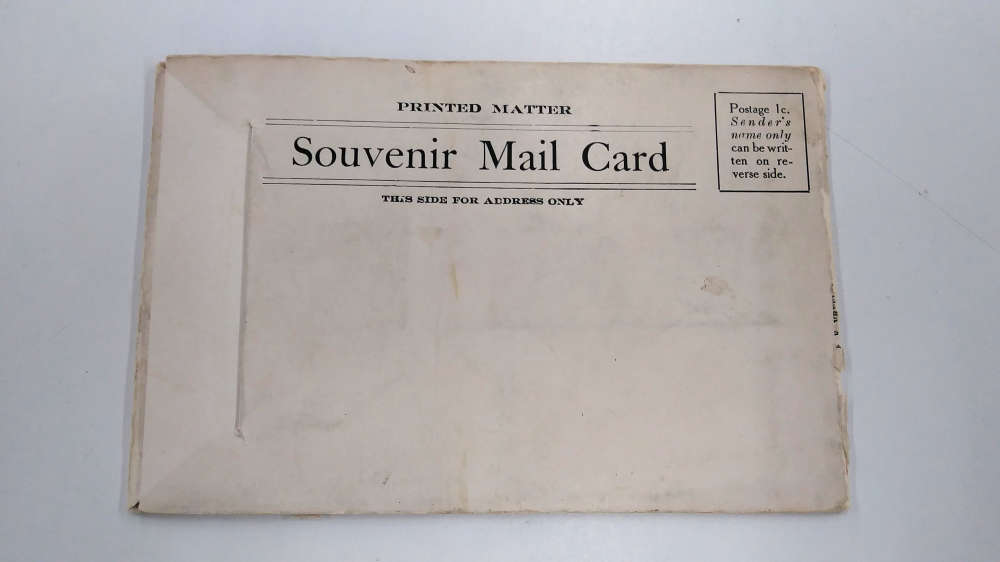 PRINTED MATTER
Souvenir Mail Card
THIS SIDE FOR ADDRESS ONLY
Postage 1c.
Sender's
name only
can be writ-
ten on re-
verse side.